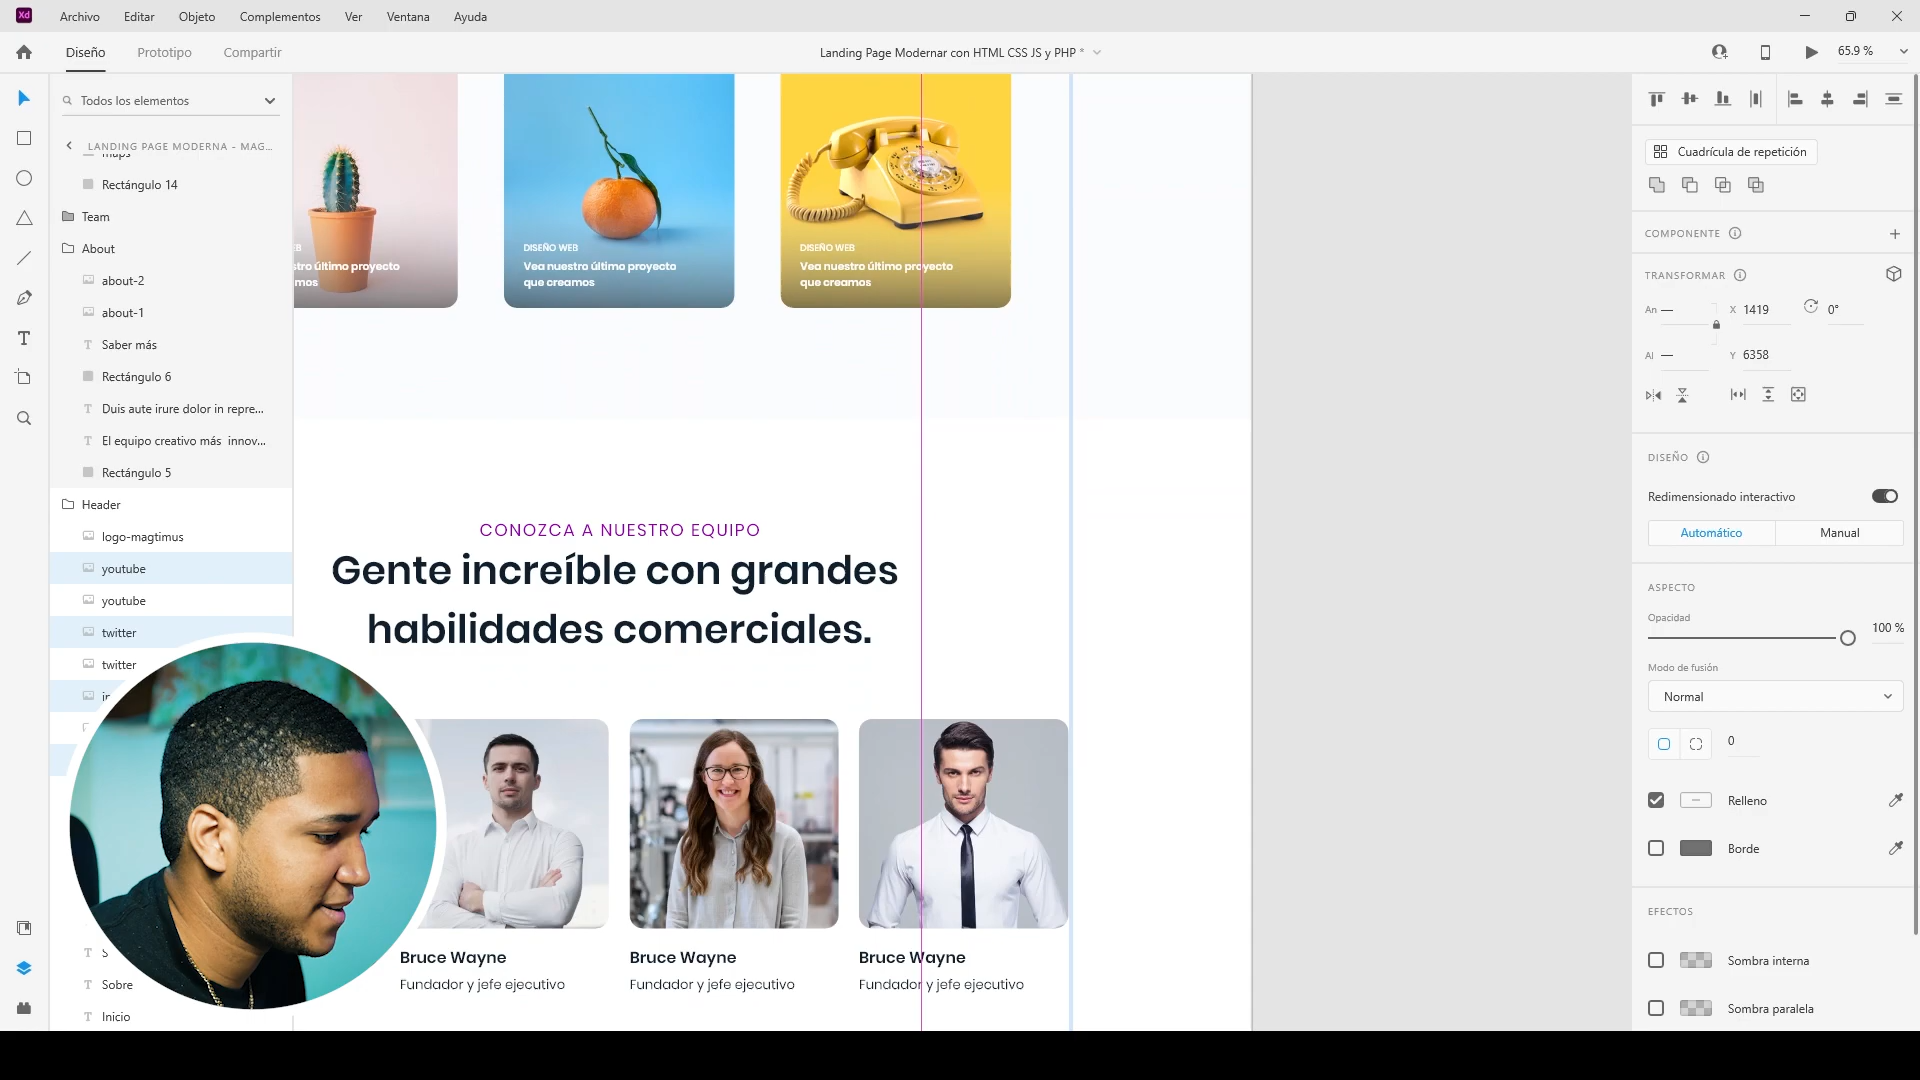 Xd
Archivo
Editar
Objeto
Complementos
Ver
Ventana
Ayuda
Diseño
Prototipo
Compartir
Landing Page Modernar con HTML CSS JS y PHP *
65.9 %
Todos los elementos
LANDING PAGE MODERNA - MAG...
maps
Rectángulo 14
Team
About
about-2
about-1
Saber más
Rectángulo 6
Duis aute irure dolor in repre...
El equipo creativo más innov...
Rectángulo 5
Header
logo-magtimus
youtube
youtube
twitter
twitter
Sobre
Inicio
stro último proyecto
mos
DISEÑO WEB
Vea nuestro último proyecto
que creamos
DISEÑO WEB
Vea nuestro último proyecto
que creamos
CONOZCA A NUESTRO EQUIPO
Gente increíble con grandes
habilidades comerciales.
Bruce Wayne
Fundador y jefe ejecutivo
Bruce Wayne
Fundador y jefe ejecutivo
Bruce Wayne
Fundador y jefe ejecutivo
Cuadrícula de repetición
COMPONENTE
TRANSFORMAR
An —
X 1419
0°
Al —
Y 6358
DISEÑO
Redimensionado interactivo
Automático
Manual
ASPECTO
Opacidad
100 %
Modo de fusión
Normal
0
Relleno
Borde
EFECTOS
Sombra interna
Sombra paralela